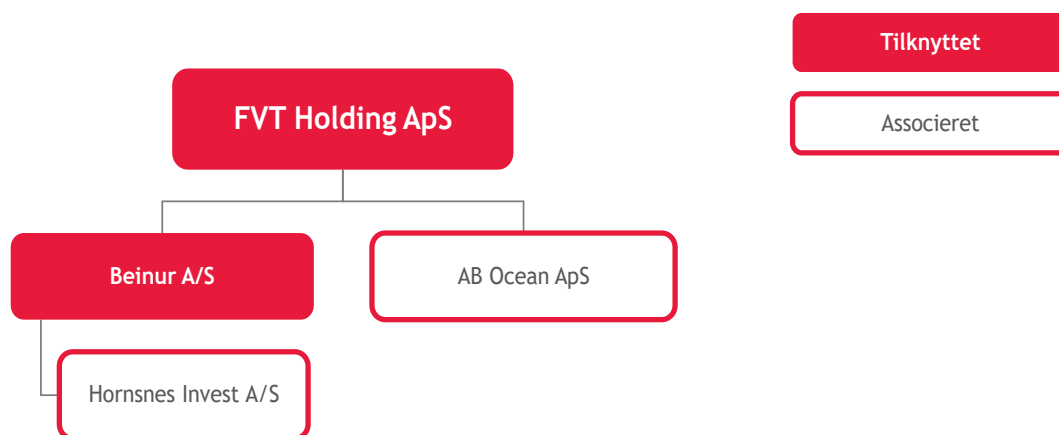 Tilknyttet
FVT Holding ApS
Associeret
Beinur A/S
AB Ocean ApS
Hornsnes Invest A/S